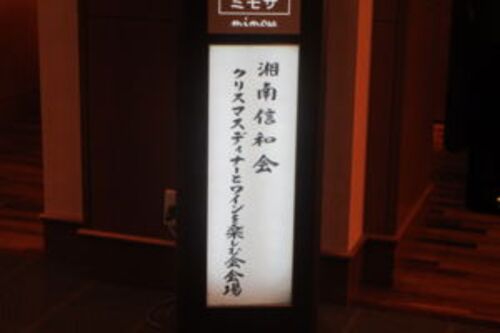 ミモザ
mimosa
湘南信和会
クリスマスディナーとワインを楽しむ会会場